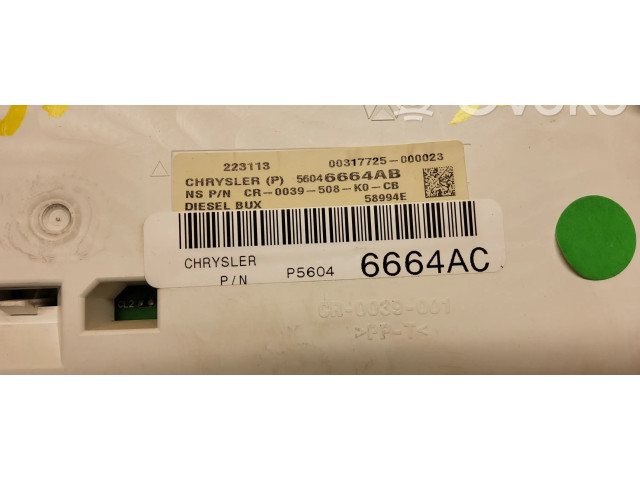 223113 00317725-000023
CHRYSLER (P) 56046664AB
NS P/N CR-0039-508-K0-CB
DIESEL BUX 58994E
CHRYSLER
P/N P5604 6664AC
CR-0039-001
>PP-T<